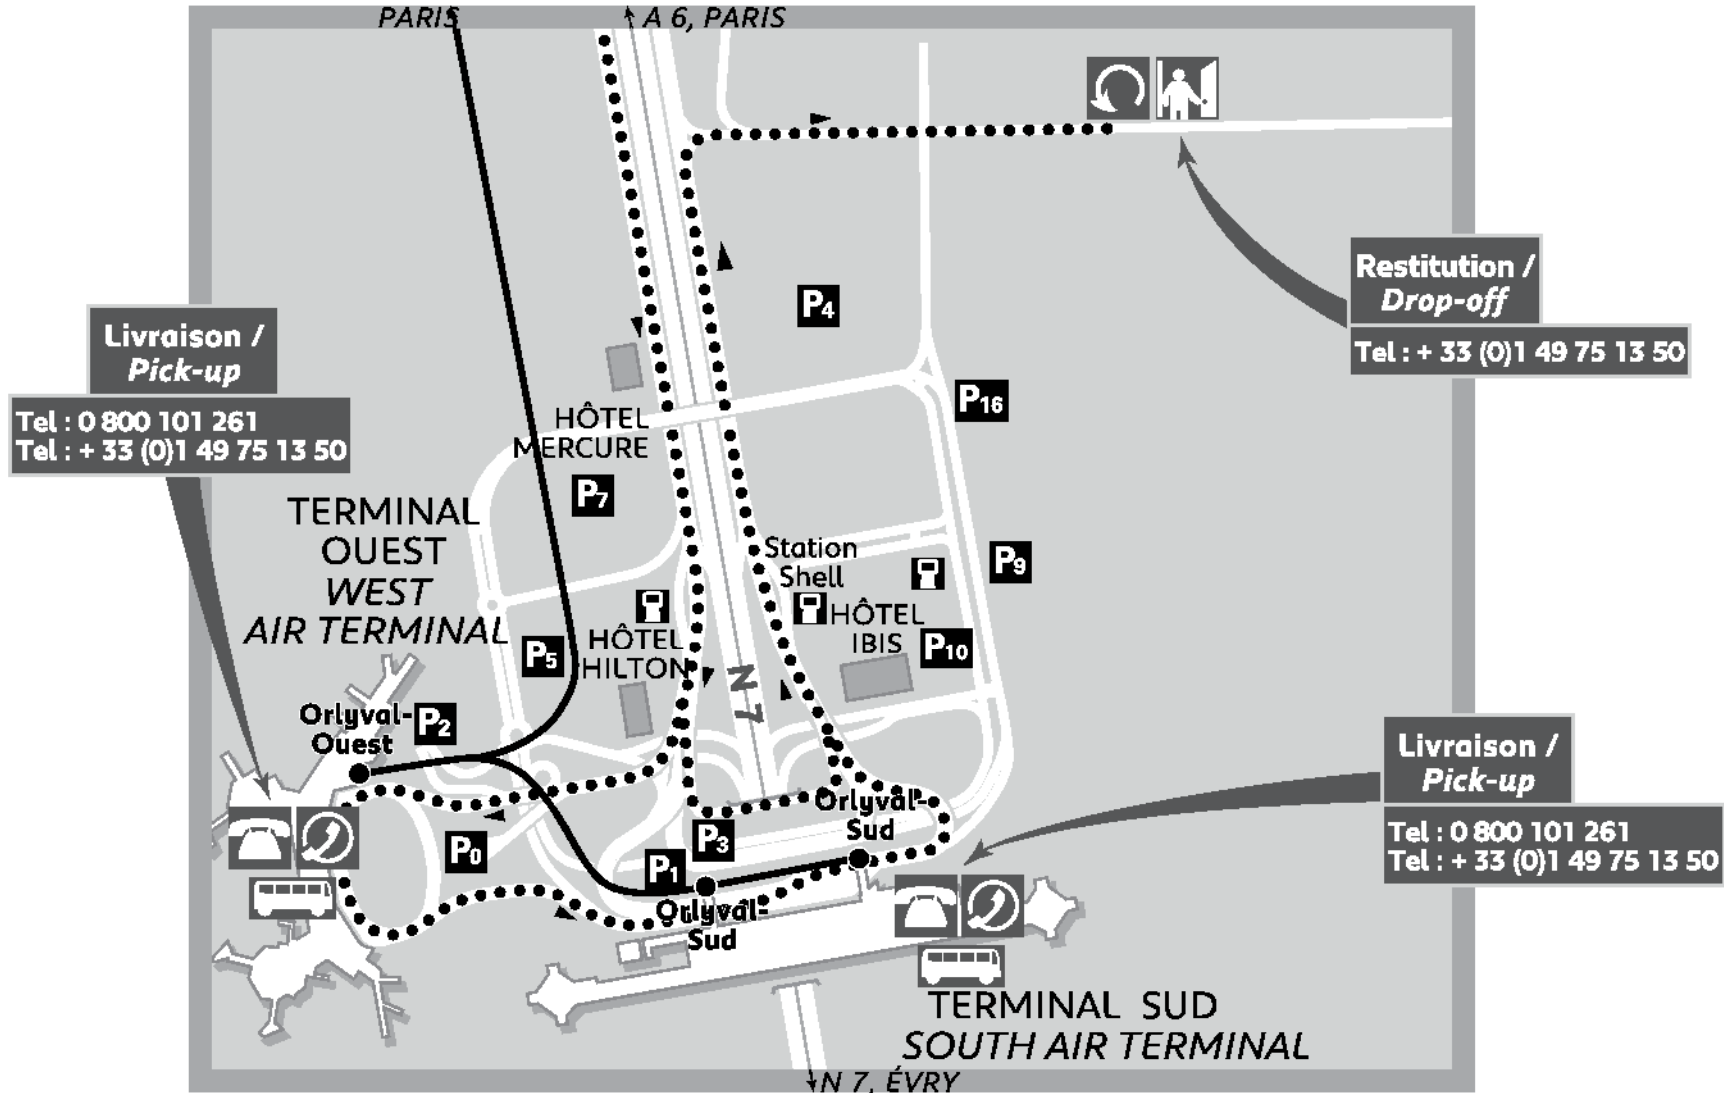 PARIS
A 6, PARIS
Restitution /
Drop-off
Tel : + 33 (0)1 49 75 13 50
P4
Livraison /
Pick-up
Tel : 0 800 101 261
Tel : + 33 (0)1 49 75 13 50
P16
HÔTEL
MERCURE
P7
TERMINAL
OUEST
WEST
AIR TERMINAL
Station
Shell
P9
HÔTEL
IBIS
P10
HÔTEL
HILTON
P5
N 7
Orlyval-
Ouest
P2
Livraison /
Pick-up
Tel : 0 800 101 261
Tel : + 33 (0)1 49 75 13 50
Orlyval-
Sud
P3
P0
P1
Orlyval-
Sud
TERMINAL SUD
SOUTH AIR TERMINAL
N 7, ÉVRY